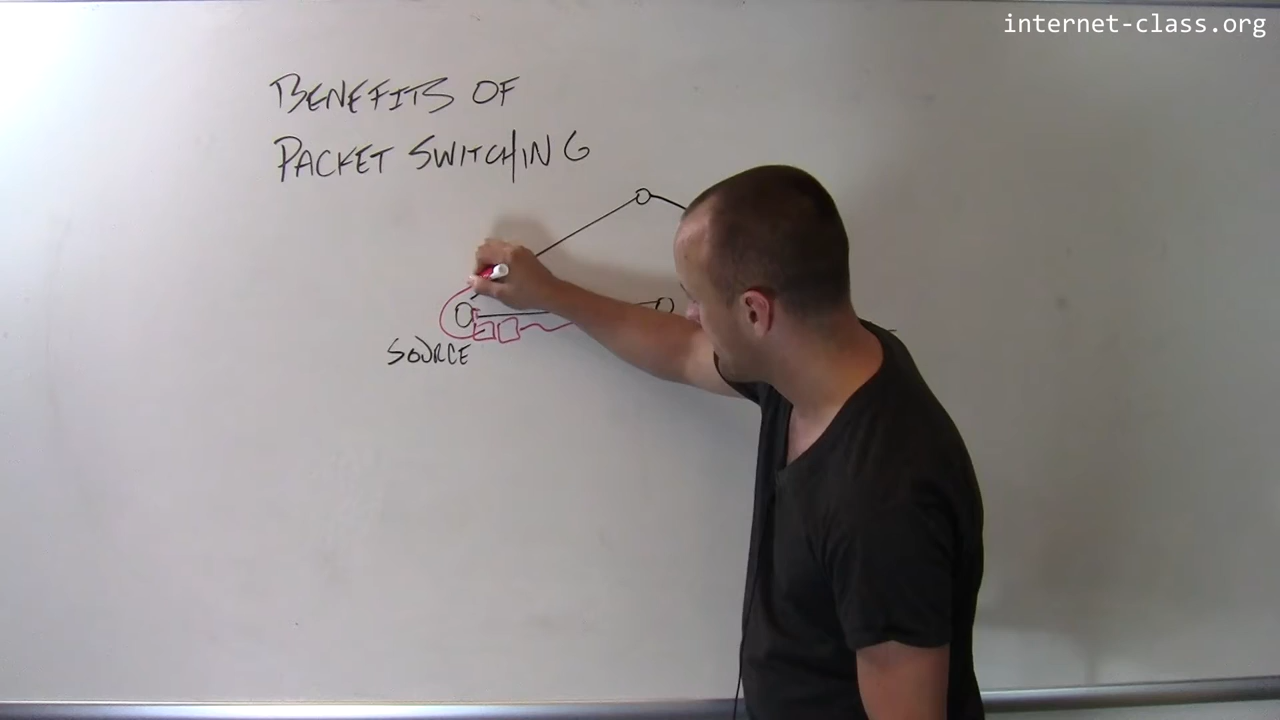 internet-class.org
BENEFITS OF
PACKET SWITCHING
SOURCE